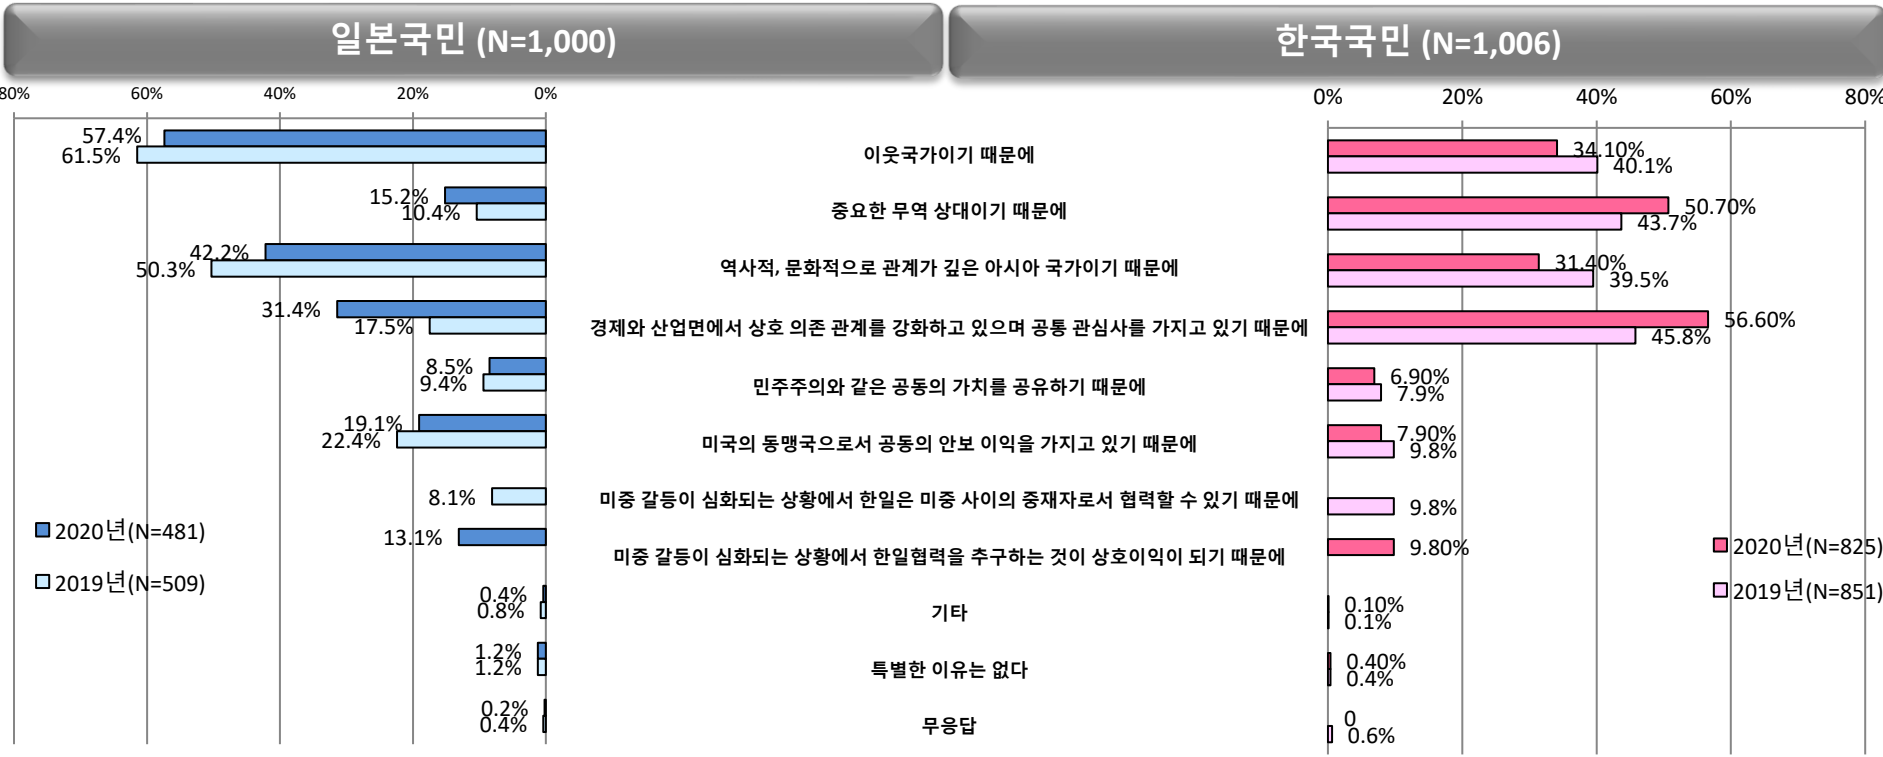 일본국민 (N=1,000)
한국국민 (N=1,006)
80% 60% 40% 20% 0%
0% 20% 40% 60% 80%
57.4%
61.5%
이웃국가이기 때문에
34.10%
40.1%
15.2%
10.4%
중요한 무역 상대이기 때문에
50.70%
43.7%
42.2%
50.3%
역사적, 문화적으로 관계가 깊은 아시아 국가이기 때문에
31.40%
39.5%
31.4%
17.5%
경제와 산업면에서 상호 의존 관계를 강화하고 있으며 공통 관심사를 가지고 있기 때문에
56.60%
45.8%
8.5%
9.4%
민주주의와 같은 공동의 가치를 공유하기 때문에
6.90%
7.9%
19.1%
22.4%
미국의 동맹국으로서 공동의 안보 이익을 가지고 있기 때문에
7.90%
9.8%
8.1%
미중 갈등이 심화되는 상황에서 한일은 미중 사이의 중재자로서 협력할 수 있기 때문에
9.8%
13.1%
미중 갈등이 심화되는 상황에서 한일협력을 추구하는 것이 상호이익이 되기 때문에
9.80%
0.4%
0.8%
기타
0.10%
0.1%
1.2%
1.2%
특별한 이유는 없다
0.40%
0.4%
0.2%
0.4%
무응답
0
0.6%
2020년(N=481)
2019년(N=509)
2020년(N=825)
2019년(N=851)